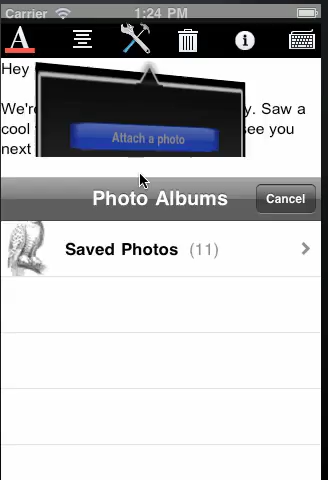 Carrier 1:24 PM
A
Hey
We're y. Saw a
cool see you
next
Attach a photo
Photo Albums Cancel
Saved Photos (11)